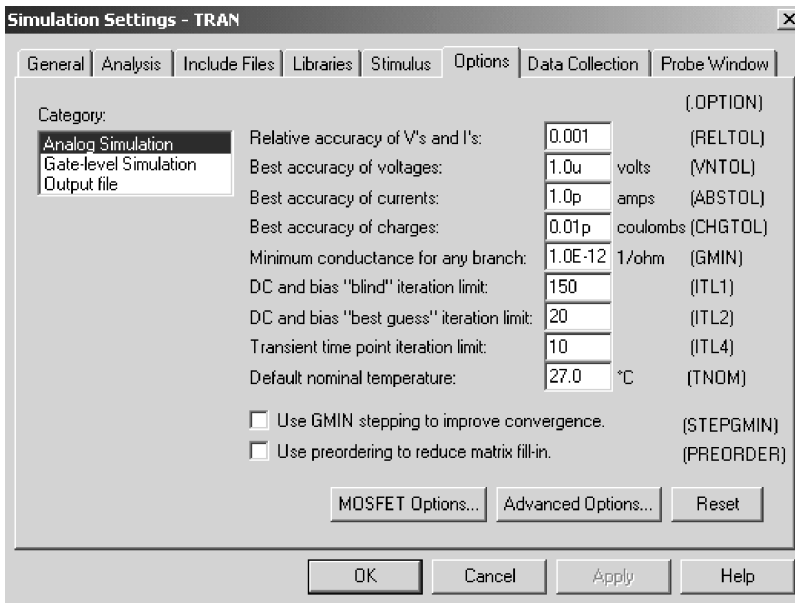 Simulation Settings - TRAN
General Analysis Include Files Libraries Stimulus Options Data Collection Probe Window
(.OPTION)
Category:
Analog Simulation
Gate-level Simulation
Output file
Relative accuracy of V's and I's: 0.001 (RELTOL)
Best accuracy of voltages: 1.0u volts (VNTOL)
Best accuracy of currents: 1.0p amps (ABSTOL)
Best accuracy of charges: 0.01p coulombs (CHGTOL)
Minimum conductance for any branch: 1.0E-12 1/ohm (GMIN)
DC and bias "blind" iteration limit: 150 (ITL1)
DC and bias "best guess" iteration limit: 20 (ITL2)
Transient time point iteration limit: 10 (ITL4)
Default nominal temperature: 27.0 °C (TNOM)
Use GMIN stepping to improve convergence. (STEPGMIN)
Use preordering to reduce matrix fill-in. (PREORDER)
MOSFET Options... Advanced Options... Reset
OK Cancel Apply Help